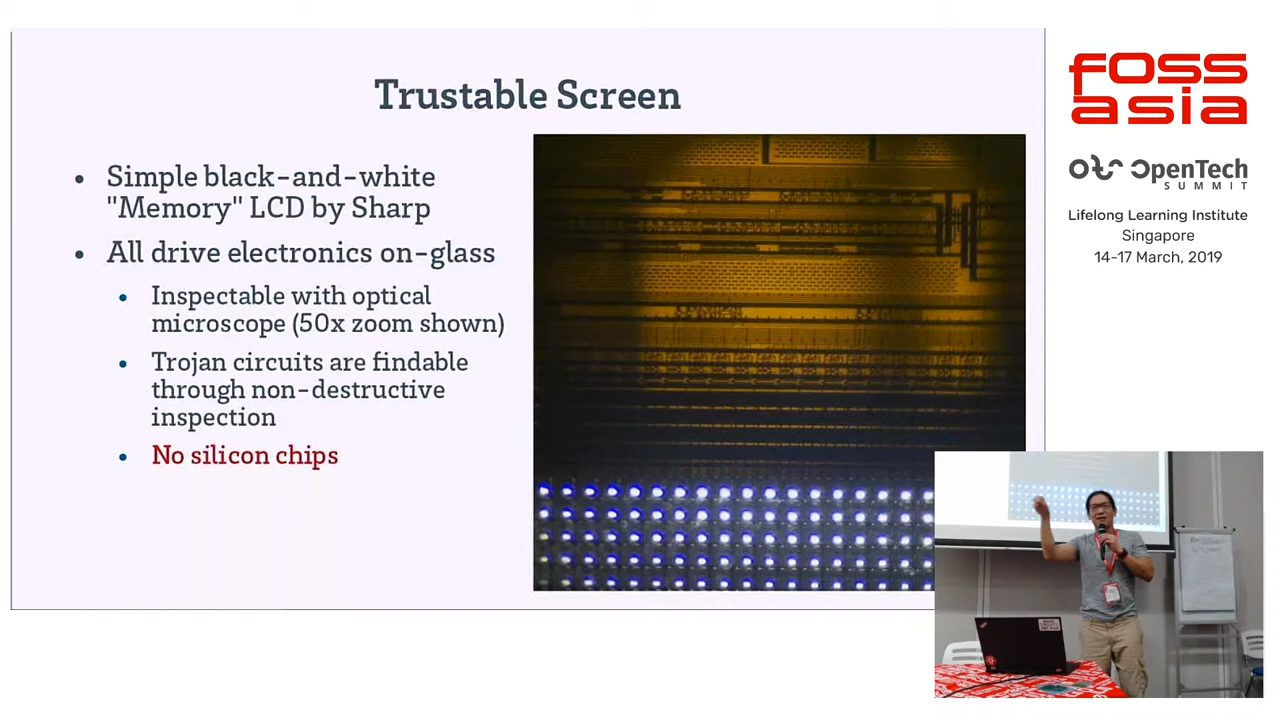 Trustable Screen
• Simple black-and-white
"Memory" LCD by Sharp
• All drive electronics on-glass
• Inspectable with optical
microscope (50x zoom shown)
• Trojan circuits are findable
through non-destructive
inspection
• No silicon chips
FOSS
asia
OpenTech
SUMMIT
Lifelong Learning Institute
Singapore
14-17 March, 2019